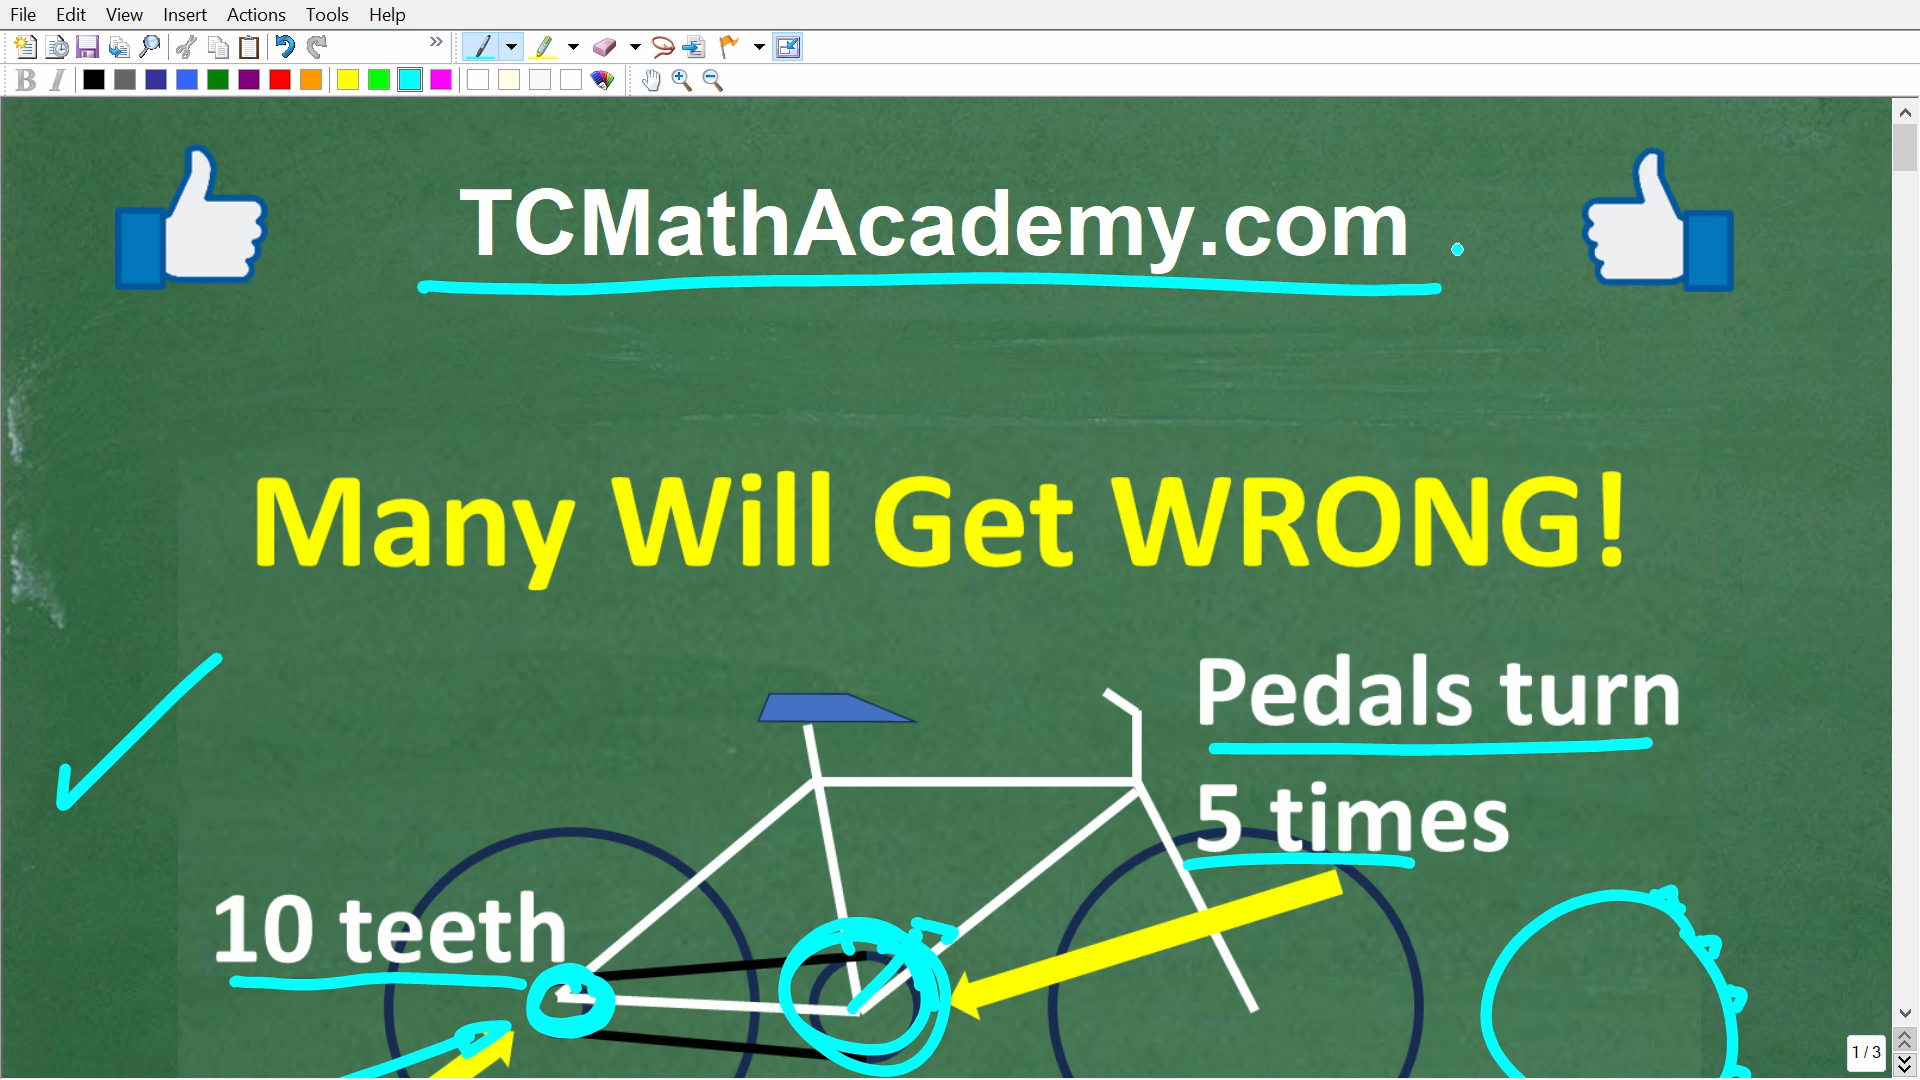 File Edit View Insert Actions Tools Help
B I
TCMathAcademy.com
Many Will Get WRONG!
Pedals turn
5 times
10 teeth
1 / 3